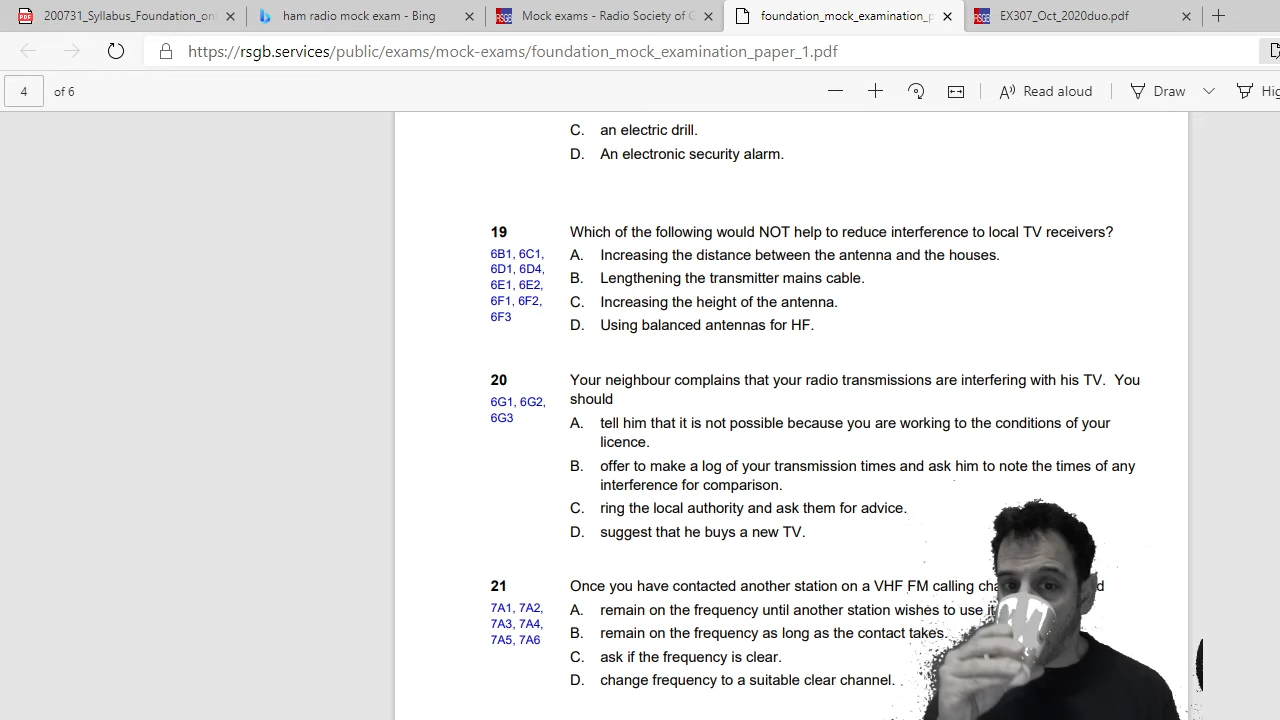 200731_Syllabus_Foundation_on
ham radio mock exam - Bing
Mock exams - Radio Society of G
foundation_mock_examination_p
EX307_Oct_2020duo.pdf
https://rsgb.services/public/exams/mock-exams/foundation_mock_examination_paper_1.pdf
4 of 6
Read aloud
Draw
Hig
C. an electric drill.
D. An electronic security alarm.
19 Which of the following would NOT help to reduce interference to local TV receivers?
6B1, 6C1,
6D1, 6D4,
6E1, 6E2,
6F1, 6F2,
6F3
A. Increasing the distance between the antenna and the houses.
B. Lengthening the transmitter mains cable.
C. Increasing the height of the antenna.
D. Using balanced antennas for HF.
20 Your neighbour complains that your radio transmissions are interfering with his TV. You
should
6G1, 6G2,
6G3
A. tell him that it is not possible because you are working to the conditions of your
licence.
B. offer to make a log of your transmission times and ask him to note the times of any
interference for comparison.
C. ring the local authority and ask them for advice.
D. suggest that he buys a new TV.
21 Once you have contacted another station on a VHF FM calling
7A1, 7A2,
7A3, 7A4,
7A5, 7A6
A. remain on the frequency until another station wishes to use it
B. remain on the frequency as long as the contact takes.
C. ask if the frequency is clear.
D. change frequency to a suitable clear channel.